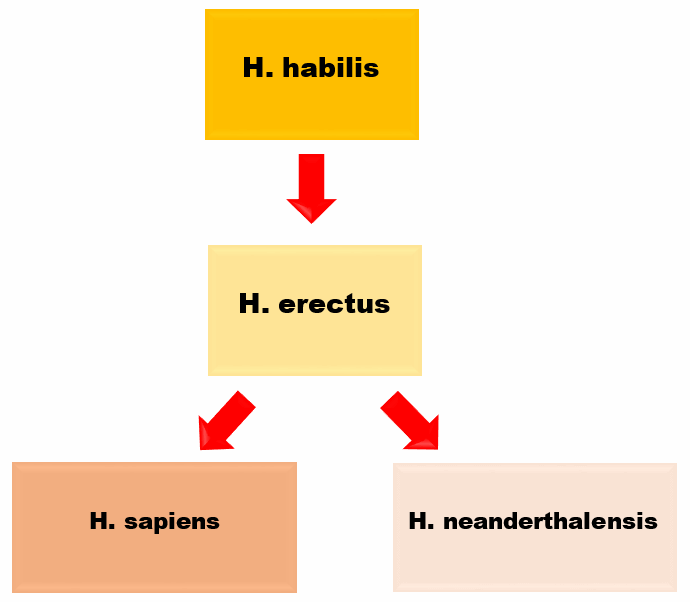 H. habilis
H. erectus
H. sapiens
H. neanderthalensis